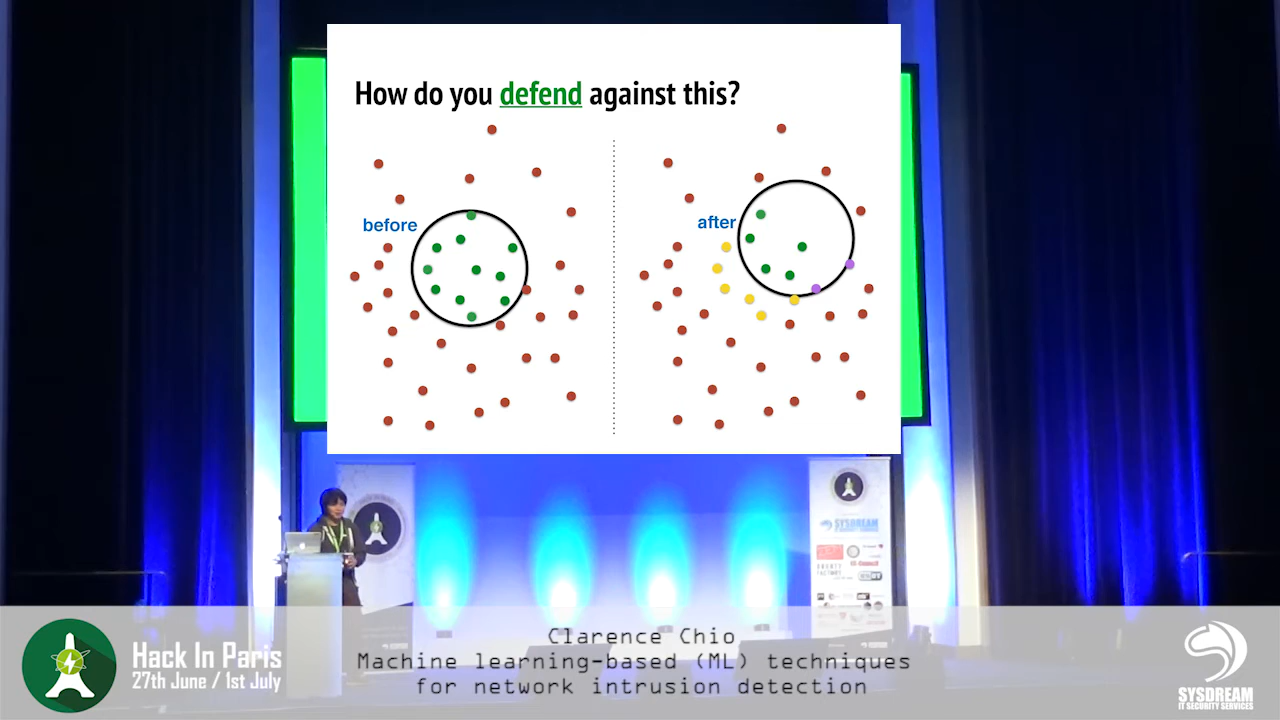 How do you defend against this?
before
after
SYSDREAM
Clarence Chio
Machine learning-based (ML) techniques
for network intrusion detection
Hack In Paris
27th June / 1st July
SYSDREAM
IT SECURITY SERVICES